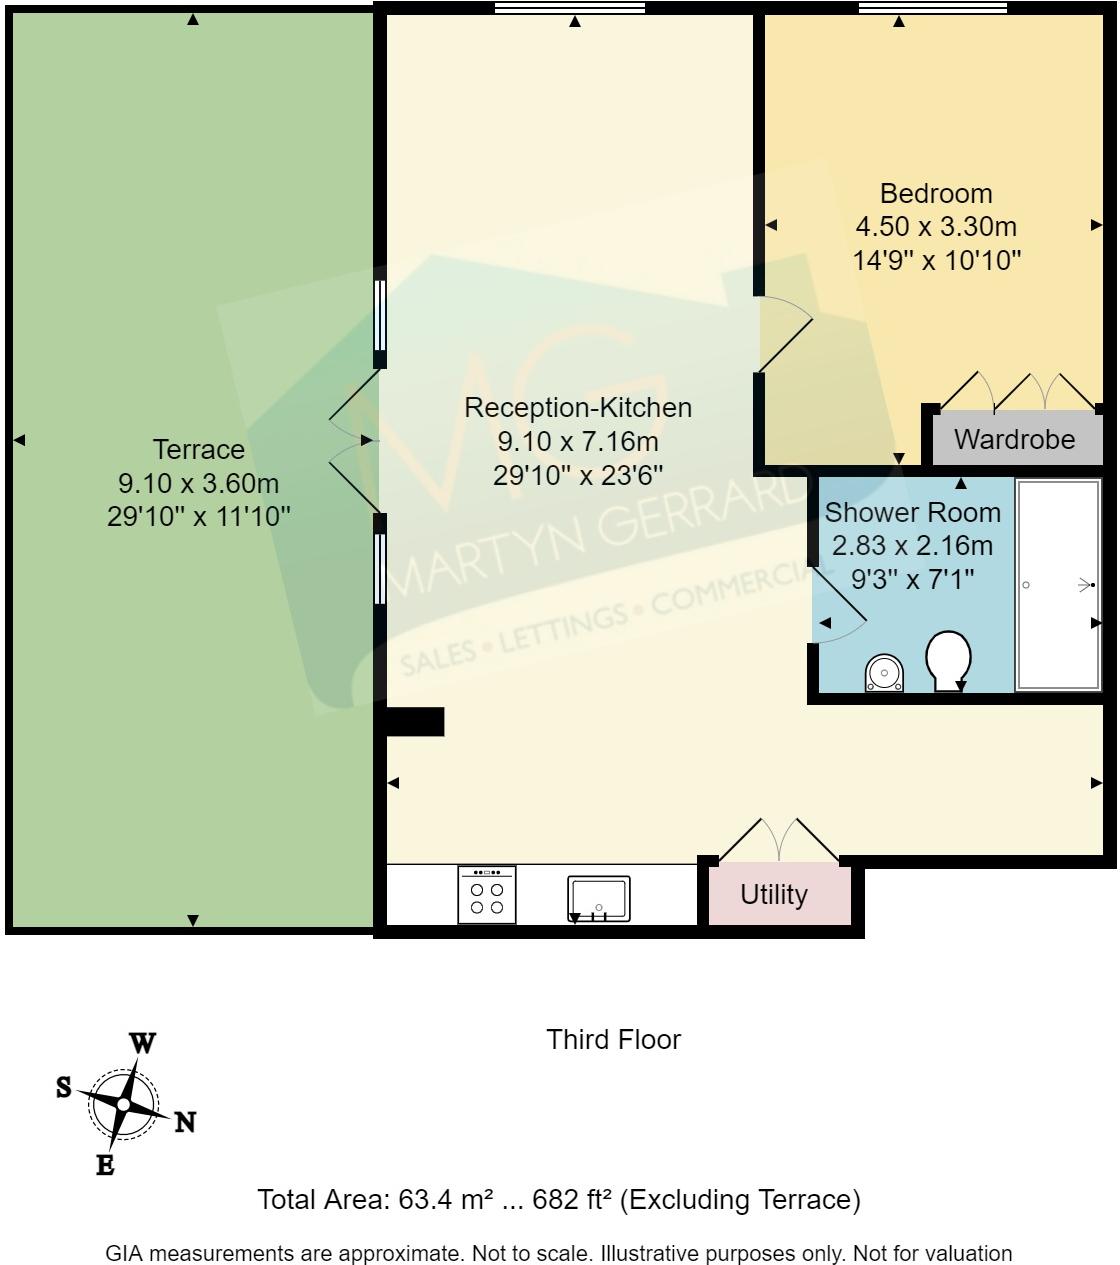 Bedroom
4.50 x 3.30m
14'9" x 10'10"
Reception-Kitchen
9.10 x 7.16m
29'10" x 23'6"
Terrace
9.10 x 3.60m
29'10" x 11'10"
Wardrobe
Shower Room
2.83 x 2.16m
9'3" x 7'1"
MG
MARTYN GERRARD
SALES • LETTINGS • COMMERCIAL
Utility
Third Floor
W
S
N
E
Total Area: 63.4 m² ... 682 ft² (Excluding Terrace)
GIA measurements are approximate. Not to scale. Illustrative purposes only. Not for valuation